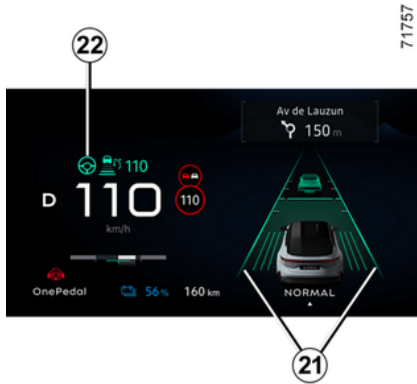 71757
22
Av de Lauzun
150 m
110
D
110
110
km/h
OnePedal
56 %
160 km
NORMAL
21